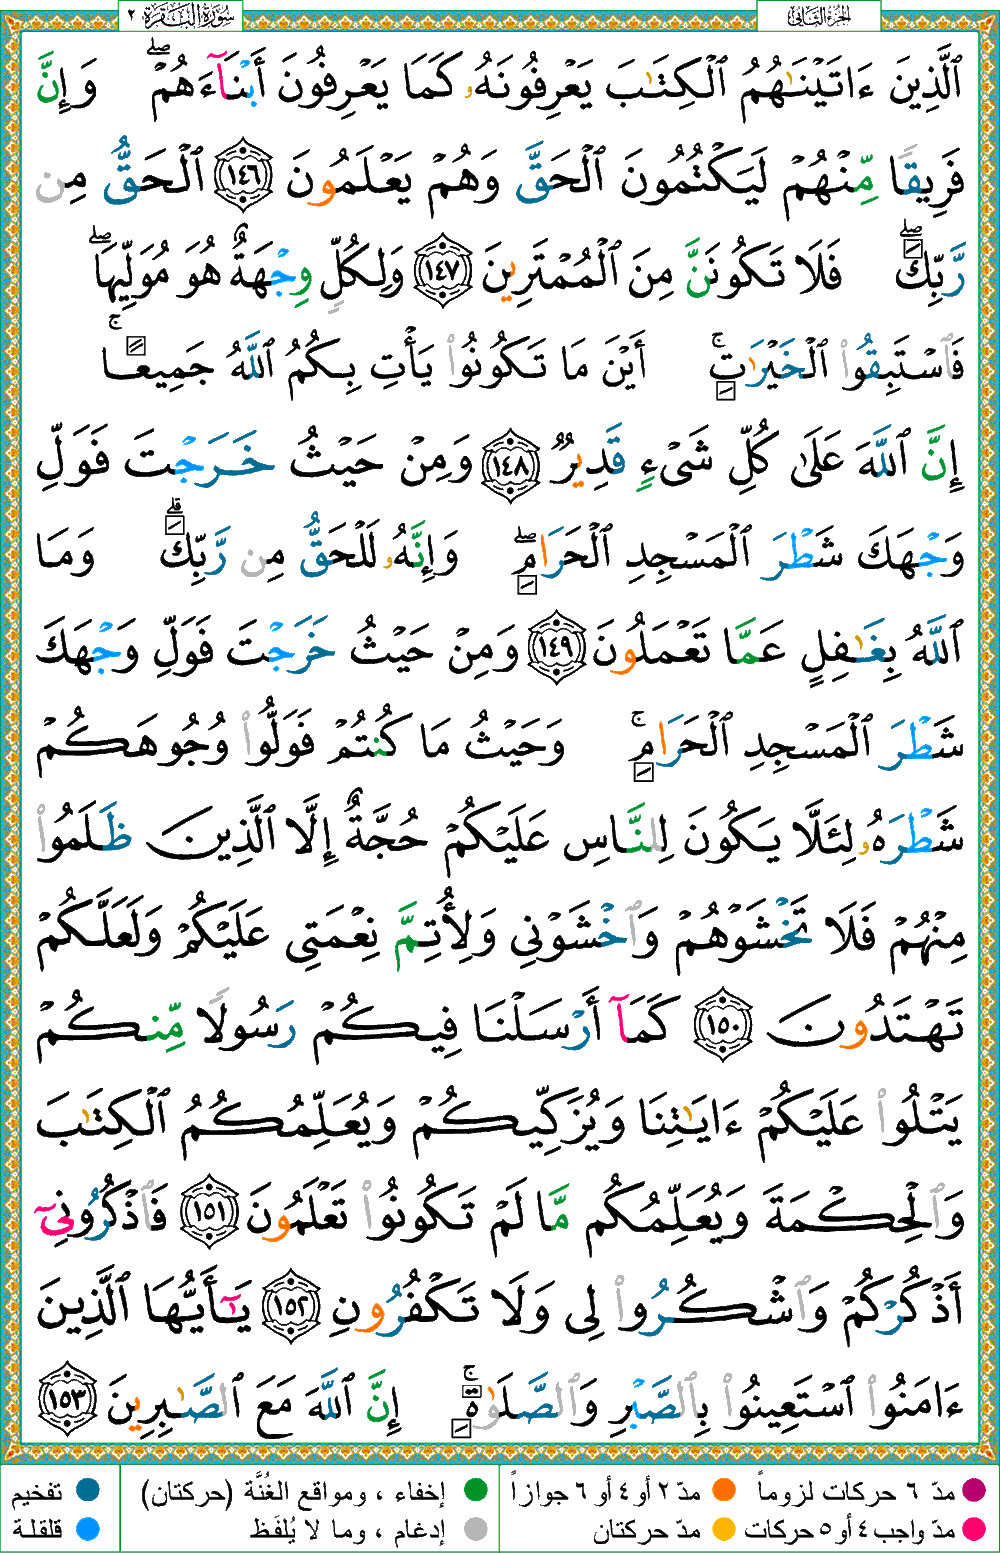 سُورَةُ الْبَقَرَةِ ٢
الجُزءُ الثَّانِي
ٱلَّذِينَ ءَاتَيْنَٰهُمُ ٱلْكِتَٰبَ يَعْرِفُونَهُۥ كَمَا يَعْرِفُونَ أَبْنَآءَهُمْ ۖ وَإِنَّ
فَرِيقًا مِّنْهُمْ لَيَكْتُمُونَ ٱلْحَقَّ وَهُمْ يَعْلَمُونَ ١٤٦ ٱلْحَقُّ مِن
رَّبِّكَ ۖ فَلَا تَكُونَنَّ مِنَ ٱلْمُمْتَرِينَ ١٤٧ وَلِكُلٍّ وِجْهَةٌ هُوَ مُوَلِّيهَا ۖ
فَٱسْتَبِقُوا۟ ٱلْخَيْرَٰتِ ۚ أَيْنَ مَا تَكُونُوا۟ يَأْتِ بِكُمُ ٱللَّهُ جَمِيعًا ۚ
إِنَّ ٱللَّهَ عَلَىٰ كُلِّ شَىْءٍ قَدِيرٌ ١٤٨ وَمِنْ حَيْثُ خَرَجْتَ فَوَلِّ
وَجْهَكَ شَطْرَ ٱلْمَسْجِدِ ٱلْحَرَامِ ۖ وَإِنَّهُۥ لَلْحَقُّ مِن رَّبِّكَ ۗ وَمَا
ٱللَّهُ بِغَٰفِلٍ عَمَّا تَعْمَلُونَ ١٤٩ وَمِنْ حَيْثُ خَرَجْتَ فَوَلِّ وَجْهَكَ
شَطْرَ ٱلْمَسْجِدِ ٱلْحَرَامِ ۚ وَحَيْثُ مَا كُنتُمْ فَوَلُّوا۟ وُجُوهَكُمْ
شَطْرَهُۥ لِئَلَّا يَكُونَ لِلنَّاسِ عَلَيْكُمْ حُجَّةٌ إِلَّا ٱلَّذِينَ ظَلَمُوا۟
مِنْهُمْ فَلَا تَخْشَوْهُمْ وَٱخْشَوْنِى وَلِأُتِمَّ نِعْمَتِى عَلَيْكُمْ وَلَعَلَّكُمْ
تَهْتَدُونَ ١٥٠ كَمَآ أَرْسَلْنَا فِيكُمْ رَسُولًا مِّنكُمْ
يَتْلُوا۟ عَلَيْكُمْ ءَايَٰتِنَا وَيُزَكِّيكُمْ وَيُعَلِّمُكُمُ ٱلْكِتَٰبَ
وَٱلْحِكْمَةَ وَيُعَلِّمُكُم مَّا لَمْ تَكُونُوا۟ تَعْلَمُونَ ١٥١ فَٱذْكُرُونِىٓ
أَذْكُرْكُمْ وَٱشْكُرُوا۟ لِى وَلَا تَكْفُرُونِ ١٥٢ يَٰٓأَيُّهَا ٱلَّذِينَ
ءَامَنُوا۟ ٱسْتَعِينُوا۟ بِٱلصَّبْرِ وَٱلصَّلَوٰةِ ۚ إِنَّ ٱللَّهَ مَعَ ٱلصَّٰبِرِينَ ١٥٣
مدّ ٦ حركات لزوماً مدّ ٢ أو ٤ أو ٦ جوازاً إخفاء ، ومواقع الغُنَّة (حركتان) تفخيم
مدّ واجب ٤ أو ٥ حركات مدّ حركتان إدغام ، وما لا يُلفَظ قلقلة